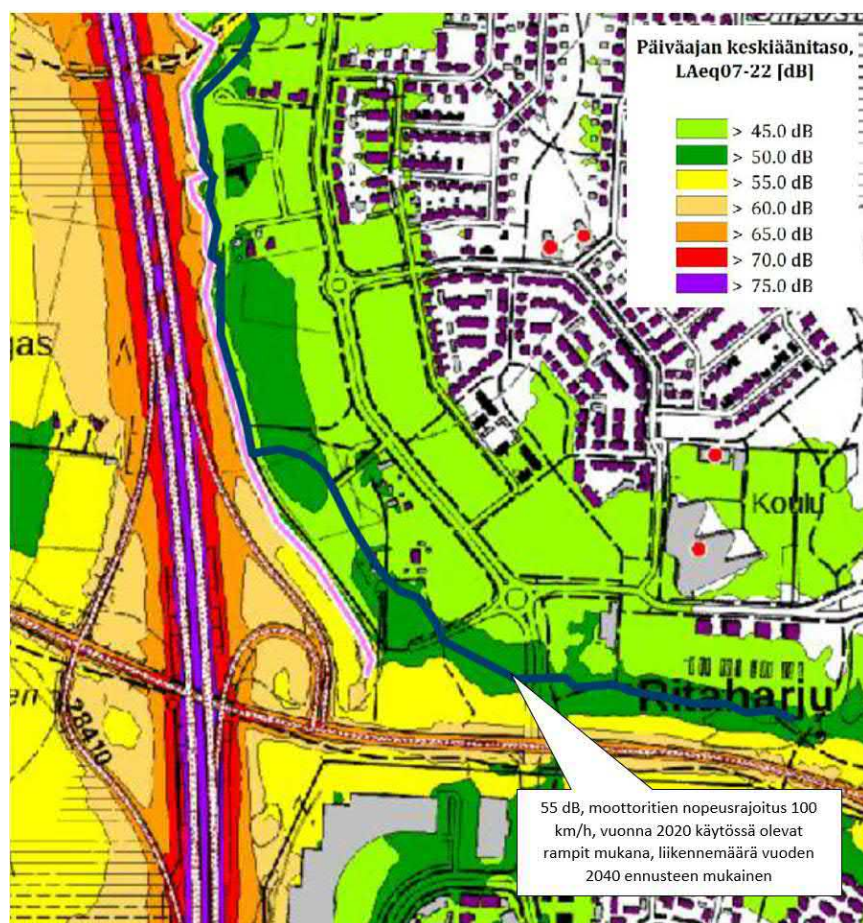 Päiväajan keskiäänitaso,
LAeq07-22 [dB]
> 45.0 dB
> 50.0 dB
> 55.0 dB
> 60.0 dB
> 65.0 dB
> 70.0 dB
> 75.0 dB
gas
Koulu
Ritaharju
en
28410
55 dB, moottoritien nopeusrajoitus 100
km/h, vuonna 2020 käytössä olevat
rampit mukana, liikennemäärä vuoden
2040 ennusteen mukainen